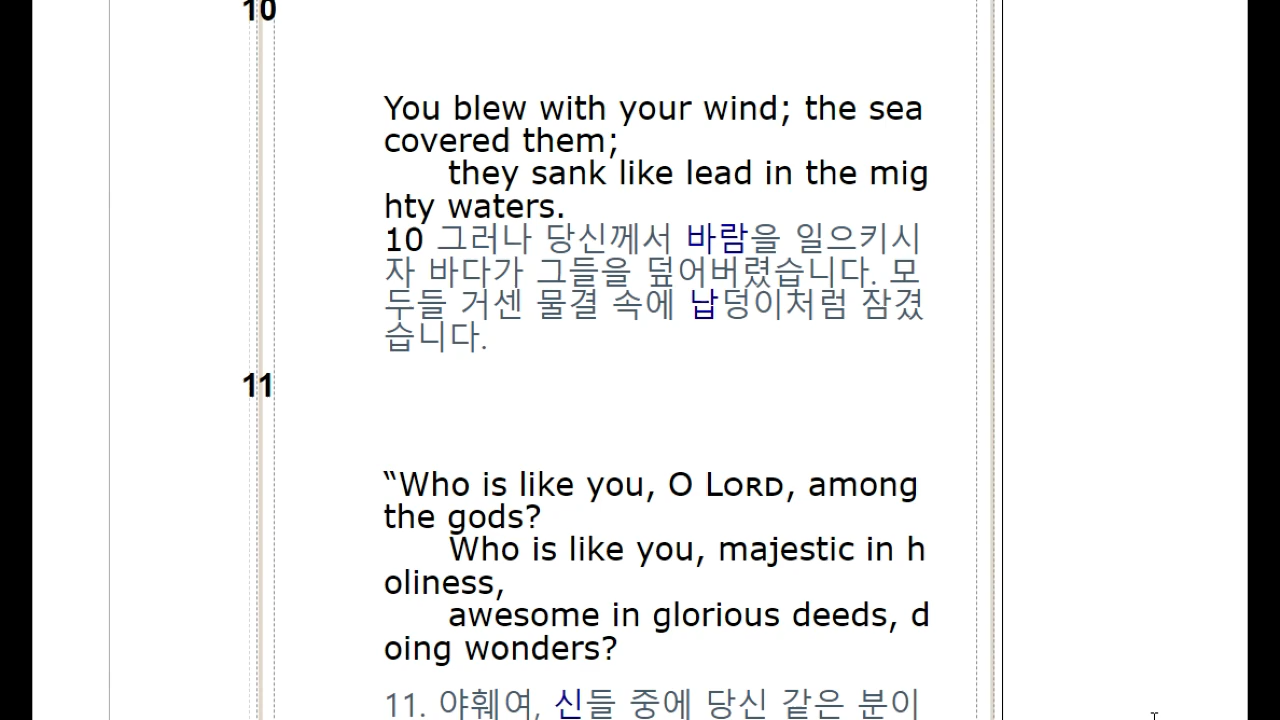 10
You blew with your wind; the sea
covered them;
they sank like lead in the mig
hty waters.
10 그러나 당신께서 바람을 일으키시
자 바다가 그들을 덮어버렸습니다. 모
두들 거센 물결 속에 납덩이처럼 잠겼
습니다.
11
“Who is like you, O LORD, among
the gods?
Who is like you, majestic in h
oliness,
awesome in glorious deeds, d
oing wonders?
11. 야훼여, 신들 중에 당신 같은 분이